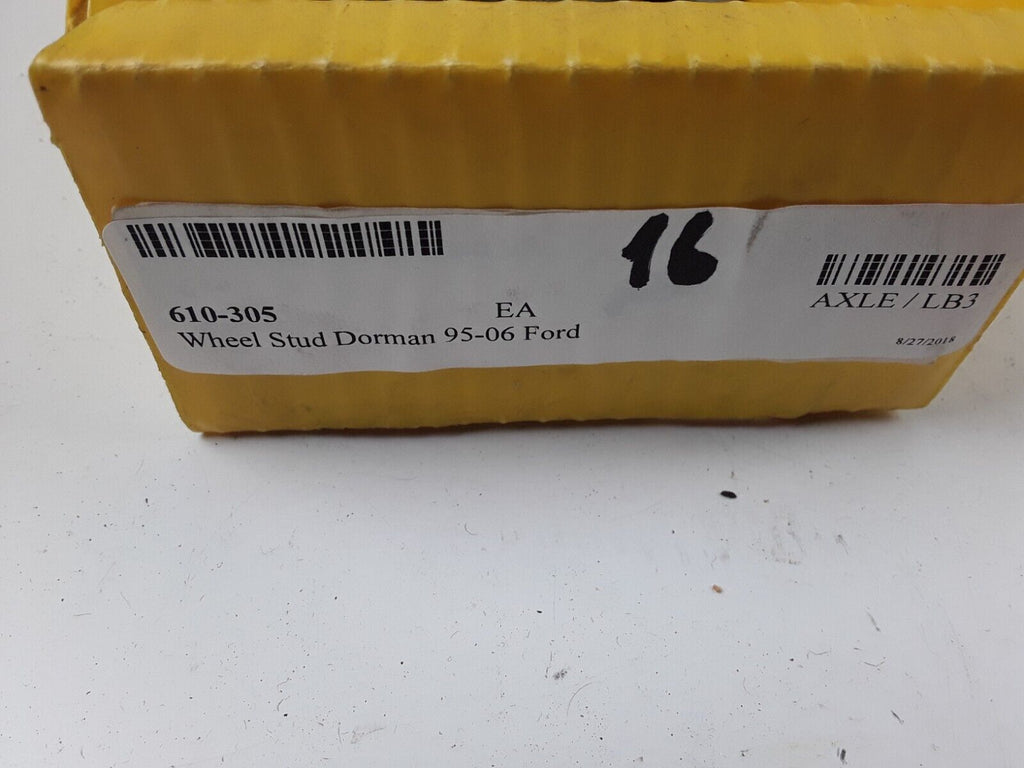 16
610-305 EA AXLE / LB3
Wheel Stud Dorman 95-06 Ford
8/27/2018